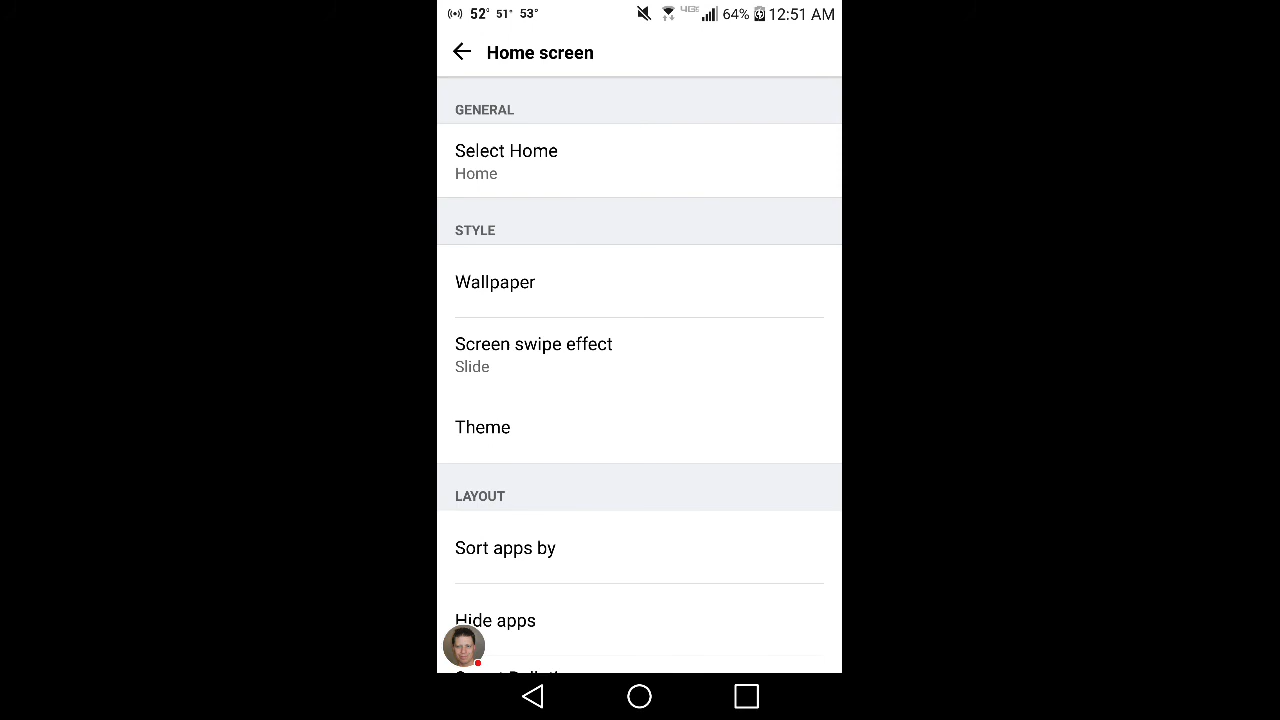 52° 51° 53° 4G 64% 12:51 AM
Home screen
GENERAL
Select Home
Home
STYLE
Wallpaper
Screen swipe effect
Slide
Theme
LAYOUT
Sort apps by
Hide apps